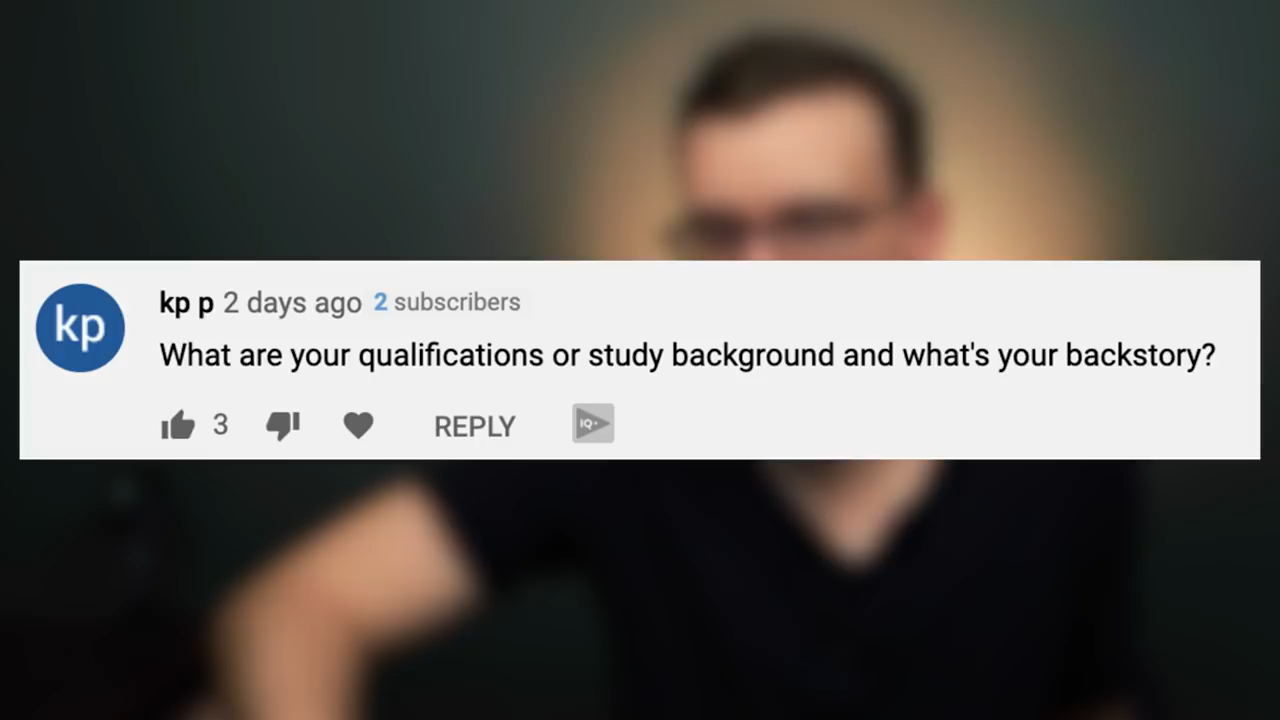 kp
kp p 2 days ago 2 subscribers
What are your qualifications or study background and what's your backstory?
3 REPLY IQ